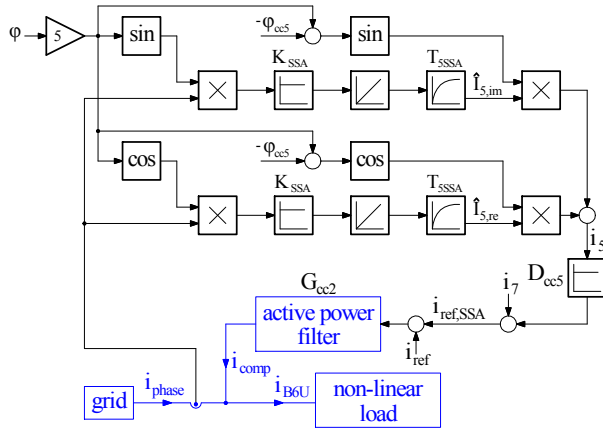 φ
5
sin
-φcc5
sin
KSSA
T5SSA
×
Î5,im
×
cos
-φcc5
cos
KSSA
T5SSA
×
Î5,re
×
i5
Dcc5
i7
iref,SSA
iref
Gcc2
active power
filter
icomp
iphase
iB6U
grid
non-linear
load